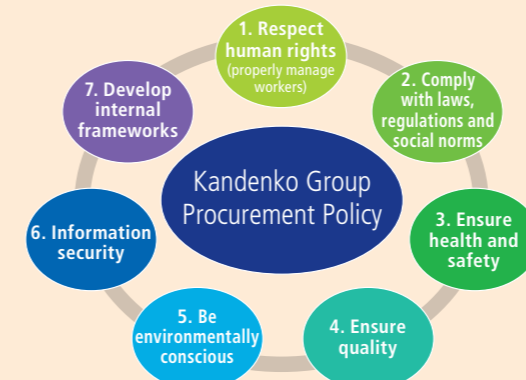 1. Respect
human rights
(properly manage
workers)
2. Comply
with laws,
regulations and
social norms
3. Ensure
health and
safety
4. Ensure
quality
5. Be
environmentally
conscious
6. Information
security
7. Develop
internal
frameworks
Kandenko Group
Procurement Policy